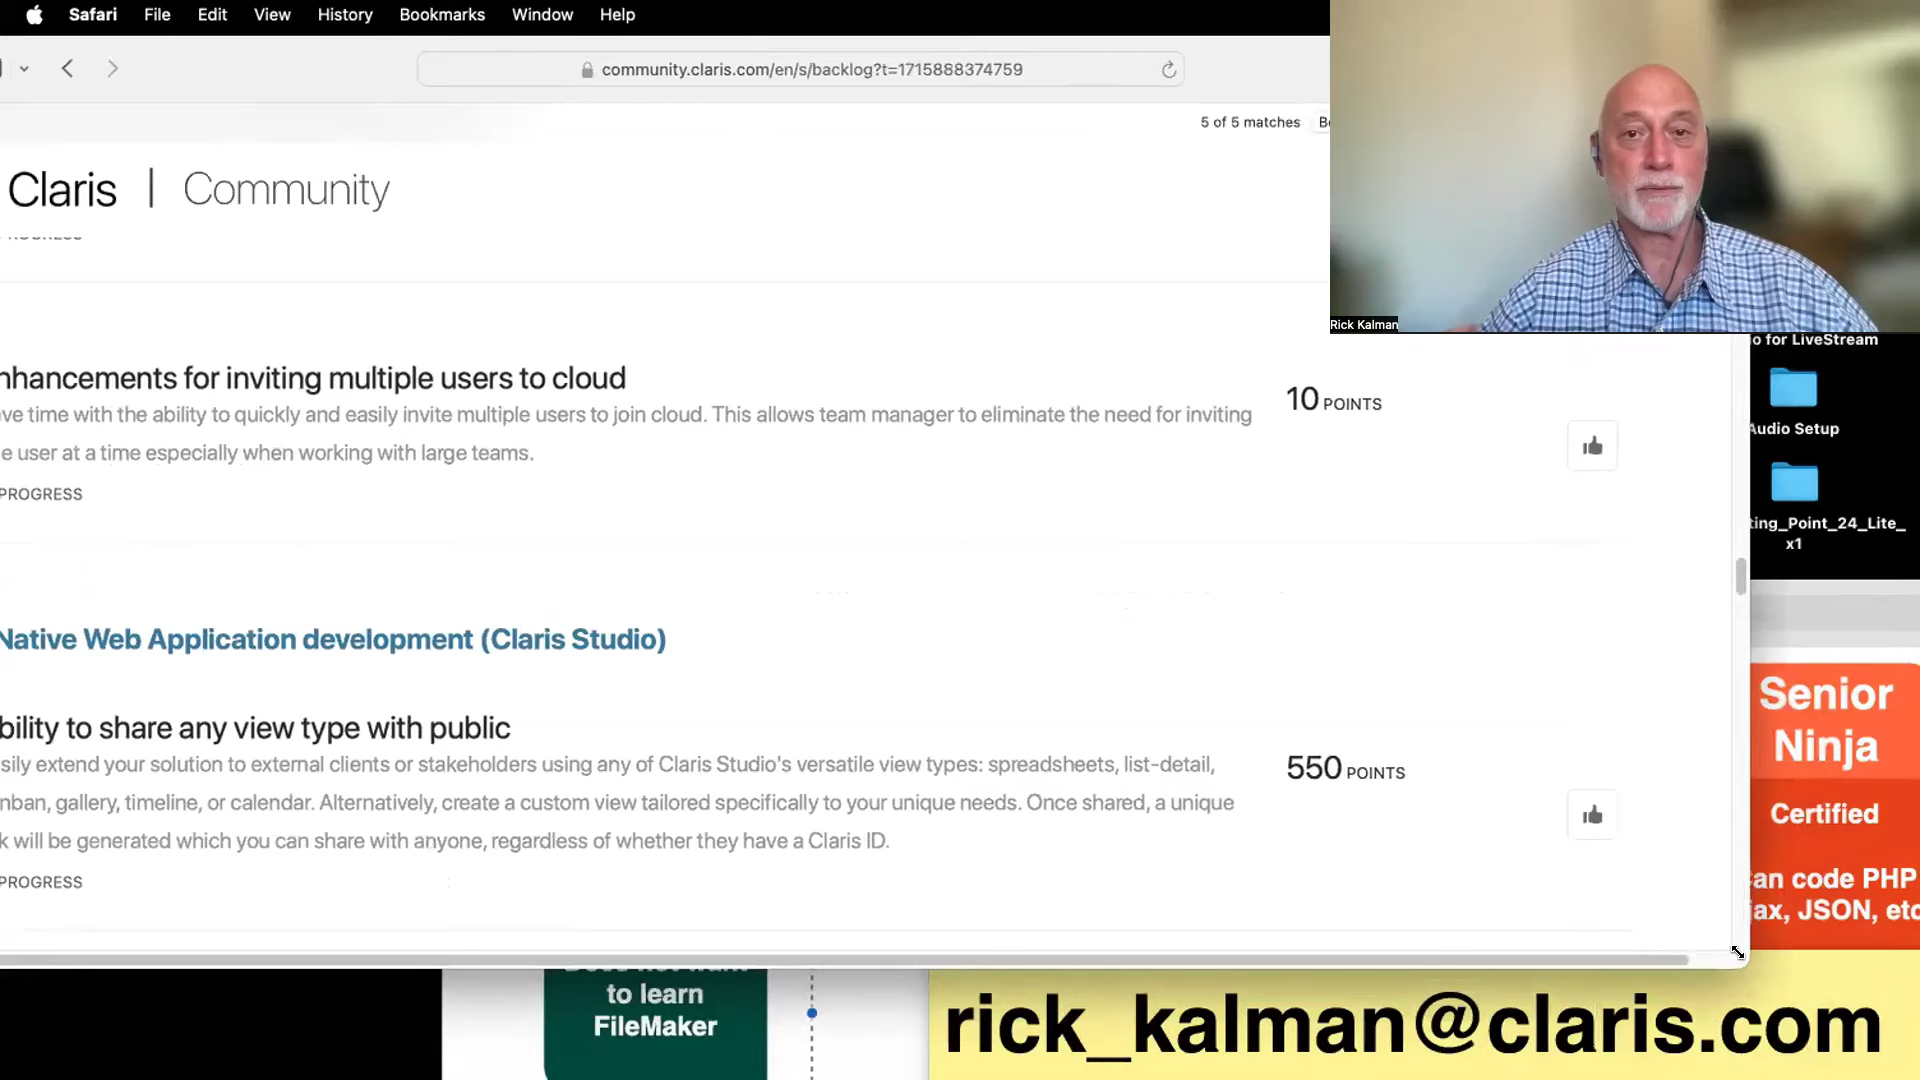 Safari File Edit View History Bookmarks Window Help
community.claris.com/en/s/backlog?t=1715888374759
5 of 5 matches
Claris | Community
Rick Kalman
nhancements for inviting multiple users to cloud
10 POINTS
ve time with the ability to quickly and easily invite multiple users to join cloud. This allows team manager to eliminate the need for inviting
e user at a time especially when working with large teams.
PROGRESS
Native Web Application development (Claris Studio)
bility to share any view type with public
550 POINTS
sily extend your solution to external clients or stakeholders using any of Claris Studio's versatile view types: spreadsheets, list-detail,
nban, gallery, timeline, or calendar. Alternatively, create a custom view tailored specifically to your unique needs. Once shared, a unique
k will be generated which you can share with anyone, regardless of whether they have a Claris ID.
PROGRESS
o for LiveStream
Audio Setup
ting_Point_24_Lite_
x1
Senior
Ninja
Certified
an code PHP
jax, JSON, etc
to learn
FileMaker
rick_kalman@claris.com